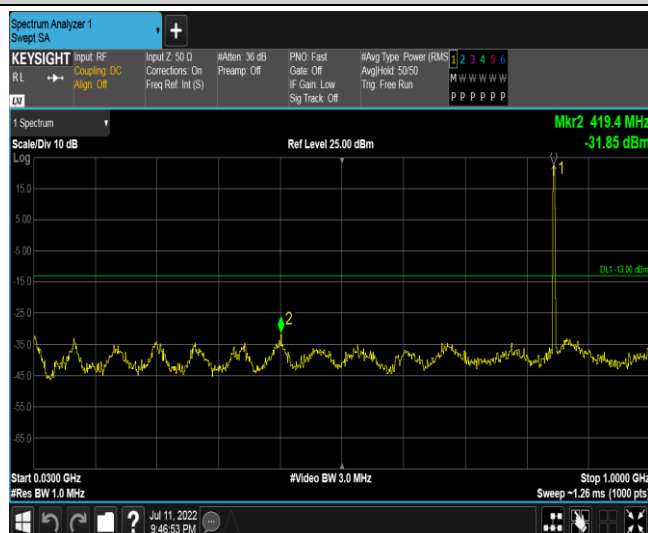 Spectrum Analyzer 1
Swept SA
+
KEYSIGHT Input: RF Input Z: 50 Ω #Atten: 36 dB PNO: Fast #Avg Type: Power (RMS 1 2 3 4 5 6
RL Coupling: DC Corrections: On Preamp: Off Gate: Off Avg|Hold: 50/50 M W W W W W
Align: Off Freq Ref: Int (S) IF Gain: Low Trig: Free Run
Sig Track: Off P P P P P P
LXI
1 Spectrum Mkr2 419.4 MHz
Scale/Div 10 dB Ref Level 25.00 dBm -31.85 dBm
Log
1
15.0
5.00
-5.00
DL1 -13.00 dBm
-15.0
-25.0
2
-35.0
-45.0
-55.0
-65.0
Start 0.0300 GHz #Video BW 3.0 MHz Stop 1.0000 GHz
#Res BW 1.0 MHz Sweep ~1.26 ms (1000 pts)
? Jul 11, 2022
9:46:53 PM